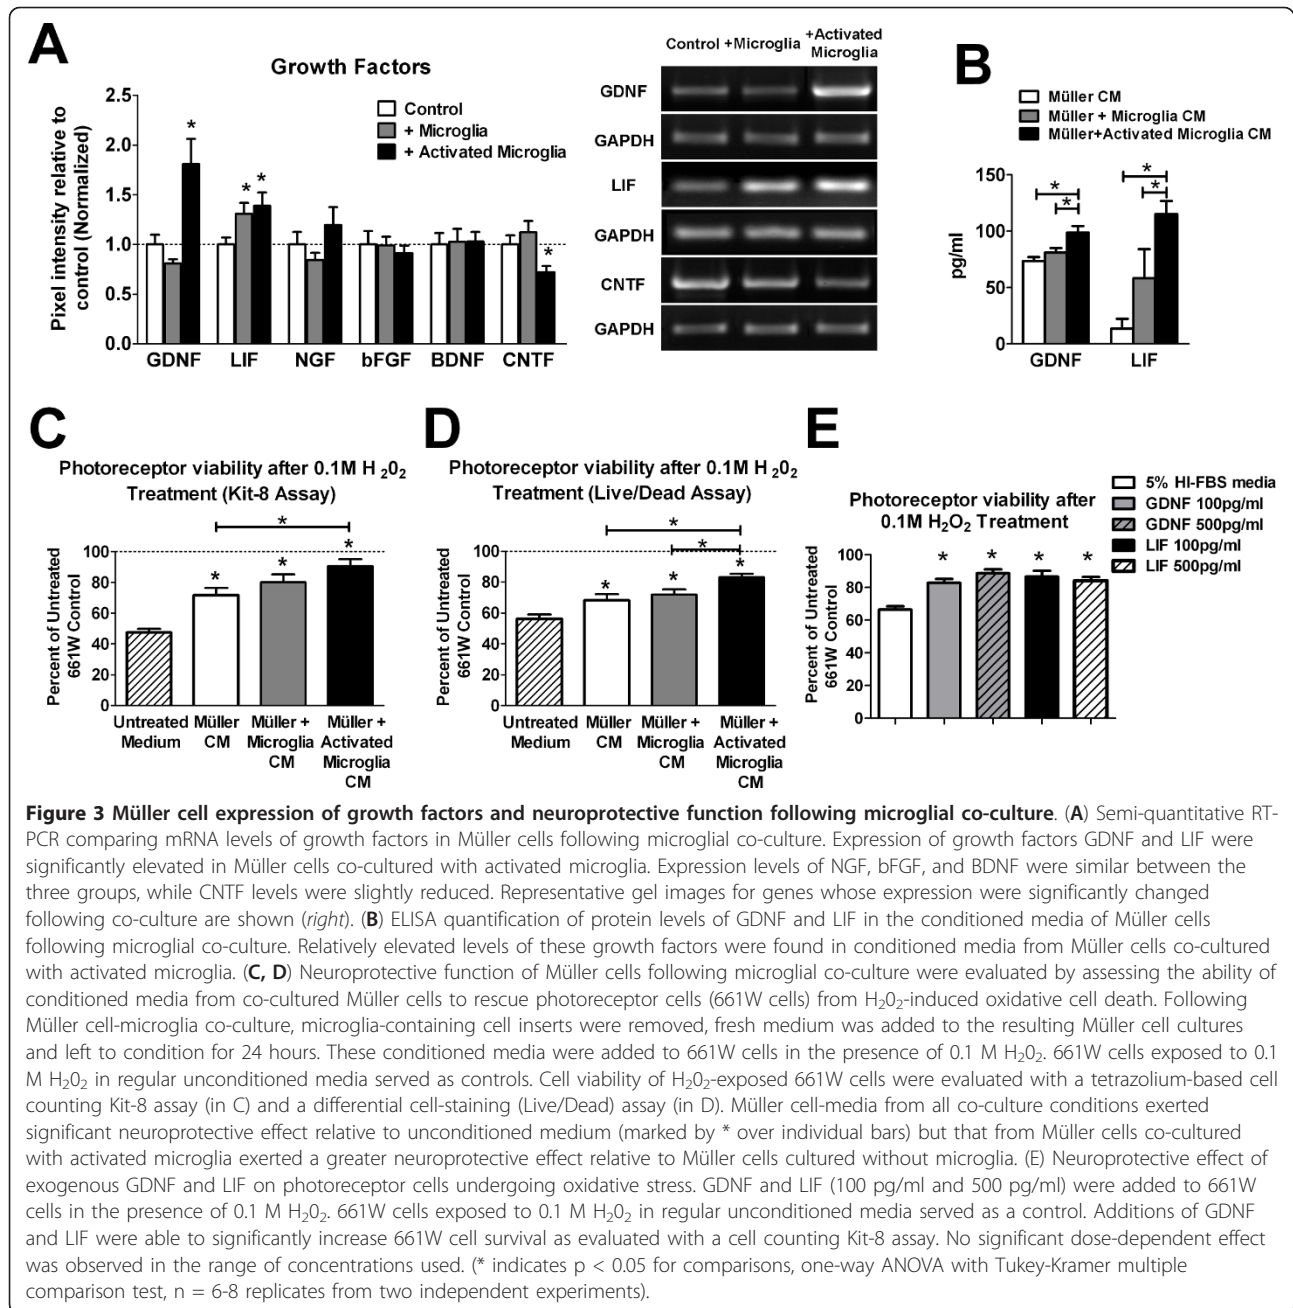 A
Growth Factors
Pixel intensity relative to
control (Normalized)
2.5
2.0
1.5
1.0
0.5
0.0
Control
+ Microglia
+ Activated Microglia
*
*
*
*
GDNF
LIF
NGF
bFGF
BDNF
CNTF
Control +Microglia +Activated
Microglia
GDNF
GAPDH
LIF
GAPDH
CNTF
GAPDH
B
Müller CM
Müller + Microglia CM
Müller+Activated Microglia CM
pg/ml
150
100
50
0
*
*
*
*
GDNF
LIF
C
Photoreceptor viability after 0.1M H 202
Treatment (Kit-8 Assay)
Percent of Untreated
661W Control
100
80
60
40
20
0
*
*
*
*
Untreated
Medium
Müller
CM
Müller +
Microglia
CM
Müller +
Activated
Microglia
CM
D
Photoreceptor viability after 0.1M H 202
Treatment (Live/Dead Assay)
Percent of Untreated
661W Control
100
80
60
40
20
0
*
*
*
*
*
Untreated
Medium
Müller
CM
Müller +
Microglia
CM
Müller +
Activated
Microglia
CM
E
Photoreceptor viability after
0.1M H2O2 Treatment
Percent of Untreated
661W Control
100
80
60
40
20
0
*
*
*
*
5% HI-FBS media
GDNF 100pg/ml
GDNF 500pg/ml
LIF 100pg/ml
LIF 500pg/ml
Figure 3 Müller cell expression of growth factors and neuroprotective function following microglial co-culture. (A) Semi-quantitative RT-
PCR comparing mRNA levels of growth factors in Müller cells following microglial co-culture. Expression of growth factors GDNF and LIF were
significantly elevated in Müller cells co-cultured with activated microglia. Expression levels of NGF, bFGF, and BDNF were similar between the
three groups, while CNTF levels were slightly reduced. Representative gel images for genes whose expression were significantly changed
following co-culture are shown (right). (B) ELISA quantification of protein levels of GDNF and LIF in the conditioned media of Müller cells
following microglial co-culture. Relatively elevated levels of these growth factors were found in conditioned media from Müller cells co-cultured
with activated microglia. (C, D) Neuroprotective function of Müller cells following microglial co-culture were evaluated by assessing the ability of
conditioned media from co-cultured Müller cells to rescue photoreceptor cells (661W cells) from H202-induced oxidative cell death. Following
Müller cell-microglia co-culture, microglia-containing cell inserts were removed, fresh medium was added to the resulting Müller cell cultures
and left to condition for 24 hours. These conditioned media were added to 661W cells in the presence of 0.1 M H202. 661W cells exposed to 0.1
M H202 in regular unconditioned media served as controls. Cell viability of H202-exposed 661W cells were evaluated with a tetrazolium-based cell
counting Kit-8 assay (in C) and a differential cell-staining (Live/Dead) assay (in D). Müller cell-media from all co-culture conditions exerted
significant neuroprotective effect relative to unconditioned medium (marked by * over individual bars) but that from Müller cells co-cultured
with activated microglia exerted a greater neuroprotective effect relative to Müller cells cultured without microglia. (E) Neuroprotective effect of
exogenous GDNF and LIF on photoreceptor cells undergoing oxidative stress. GDNF and LIF (100 pg/ml and 500 pg/ml) were added to 661W
cells in the presence of 0.1 M H202. 661W cells exposed to 0.1 M H202 in regular unconditioned media served as a control. Additions of GDNF
and LIF were able to significantly increase 661W cell survival as evaluated with a cell counting Kit-8 assay. No significant dose-dependent effect
was observed in the range of concentrations used. (* indicates p < 0.05 for comparisons, one-way ANOVA with Tukey-Kramer multiple
comparison test, n = 6-8 replicates from two independent experiments).